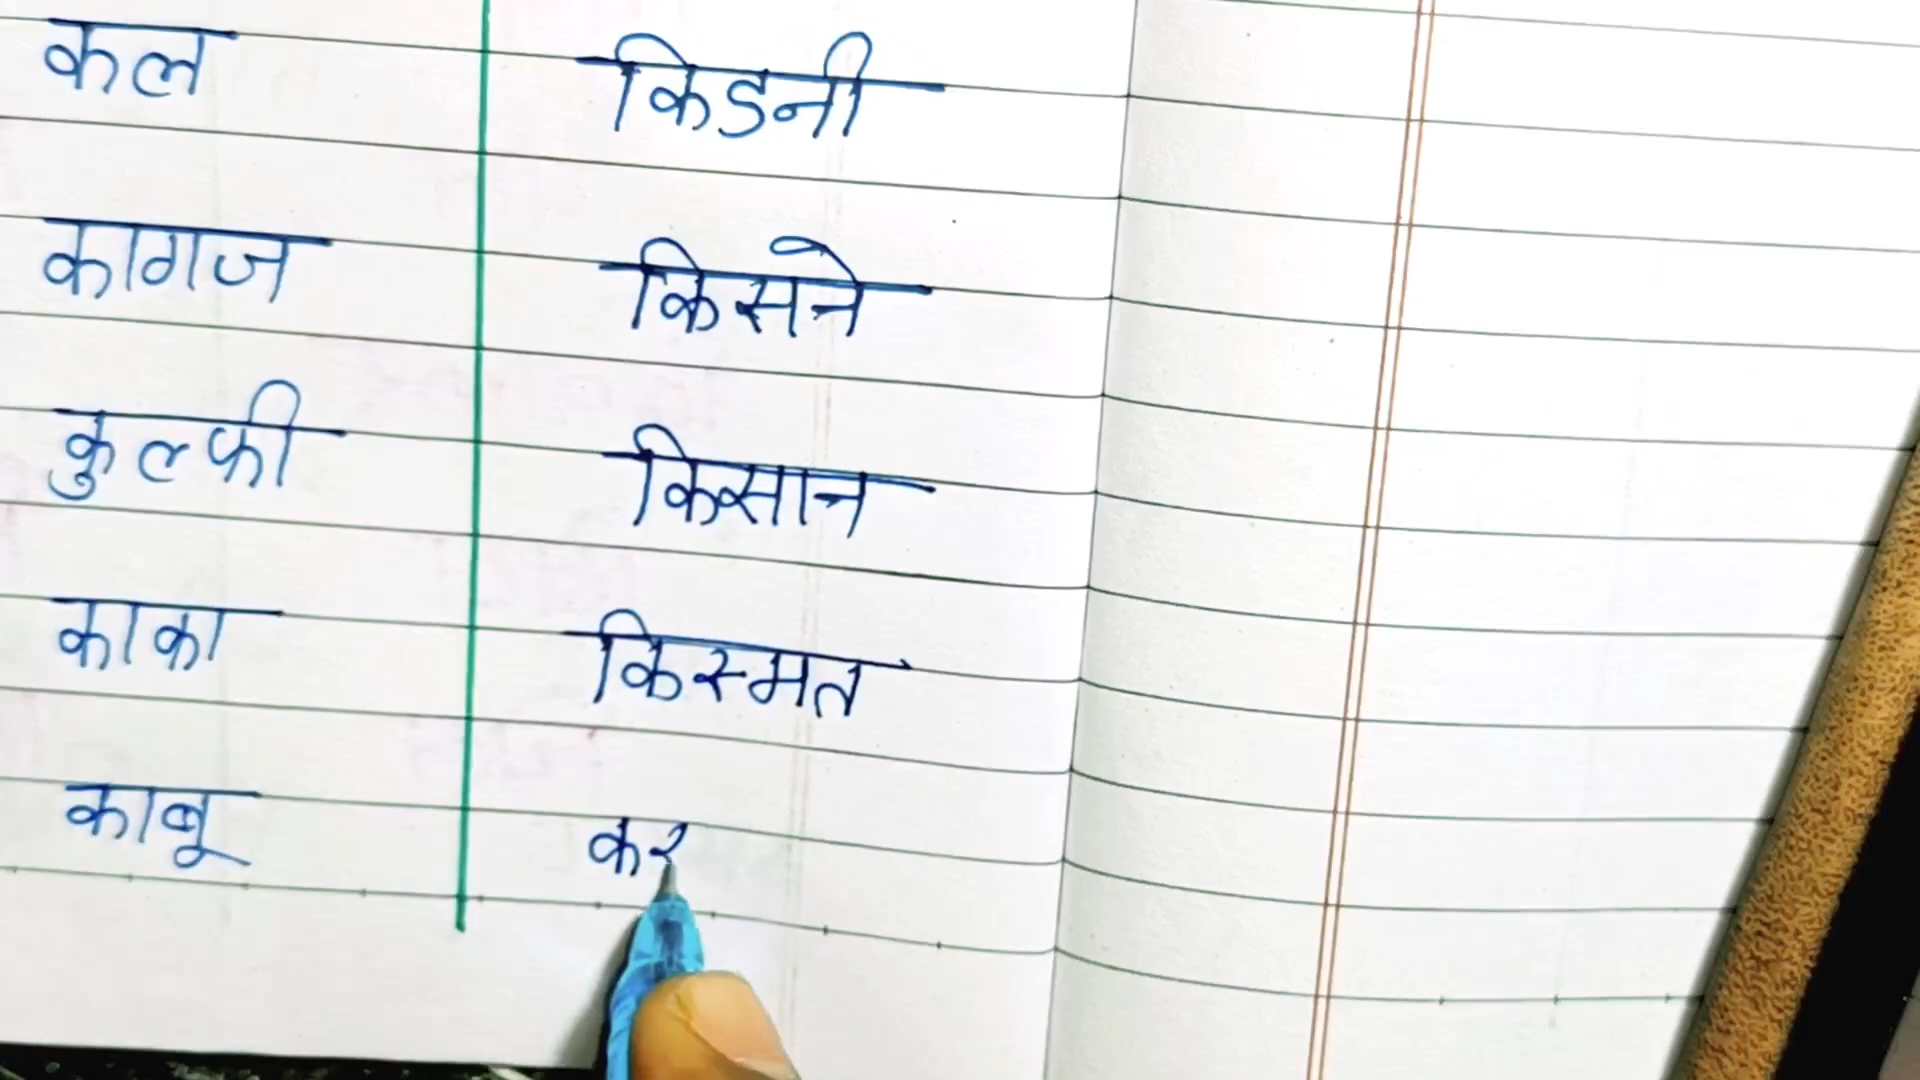 कल किडनी
कागज किसने
कुल्फी किसान
काका किस्मत
काबू कर